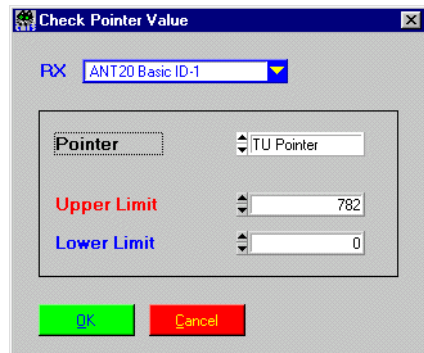 CATS Check Pointer Value
RX ANT20 Basic ID-1
Pointer TU Pointer
Upper Limit 782
Lower Limit 0
OK Cancel